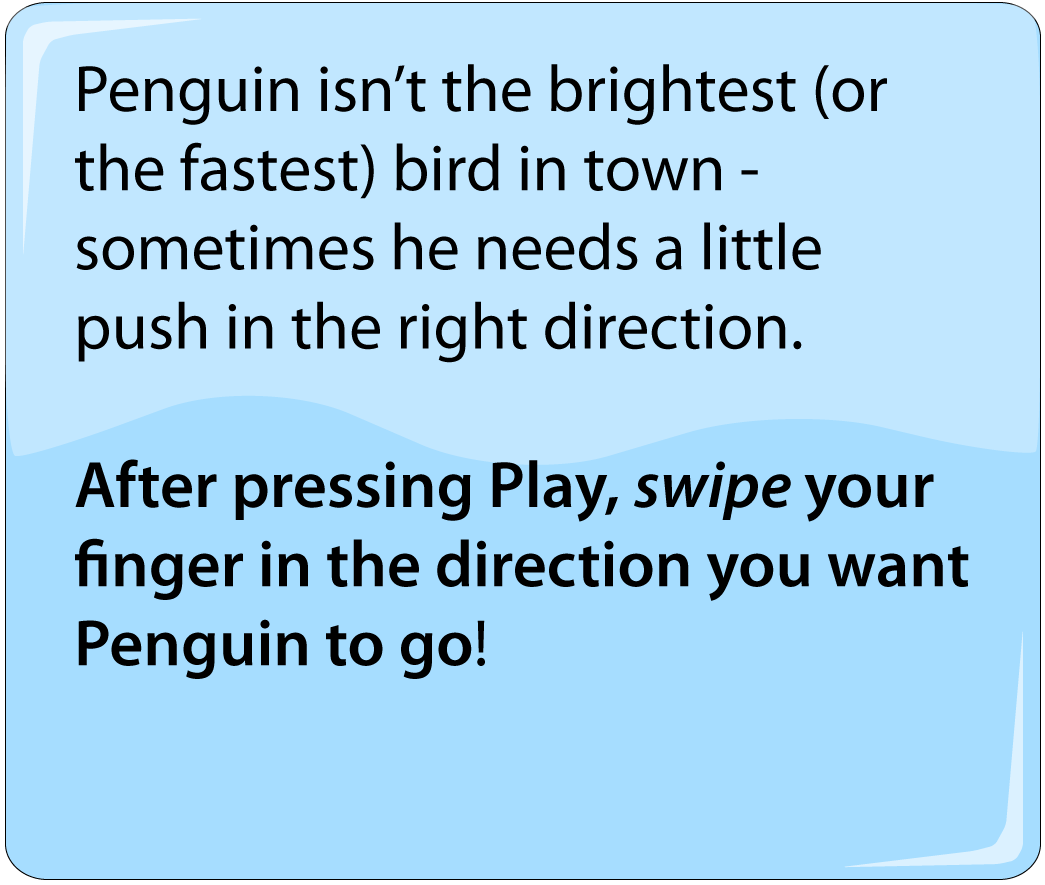 Penguin isn’t the brightest (or
the fastest) bird in town -
sometimes he needs a little
push in the right direction.
After pressing Play, swipe your
finger in the direction you want
Penguin to go!